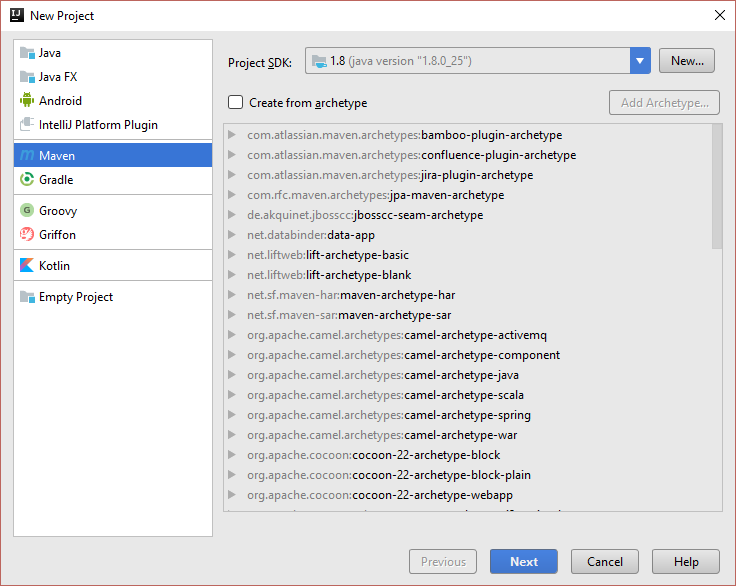 New Project
Java
Java FX
Android
IntelliJ Platform Plugin
Maven
Gradle
Groovy
Griffon
Kotlin
Empty Project
Project SDK: 1.8 (java version "1.8.0_25") New...
Create from archetype Add Archetype...
com.atlassian.maven.archetypes:bamboo-plugin-archetype
com.atlassian.maven.archetypes:confluence-plugin-archetype
com.atlassian.maven.archetypes:jira-plugin-archetype
com.rfc.maven.archetypes:jpa-maven-archetype
de.akquinet.jbosscc:jbosscc-seam-archetype
net.databinder:data-app
net.liftweb:lift-archetype-basic
net.liftweb:lift-archetype-blank
net.sf.maven-har:maven-archetype-har
net.sf.maven-sar:maven-archetype-sar
org.apache.camel.archetypes:camel-archetype-activemq
org.apache.camel.archetypes:camel-archetype-component
org.apache.camel.archetypes:camel-archetype-java
org.apache.camel.archetypes:camel-archetype-scala
org.apache.camel.archetypes:camel-archetype-spring
org.apache.camel.archetypes:camel-archetype-war
org.apache.cocoon:cocoon-22-archetype-block
org.apache.cocoon:cocoon-22-archetype-block-plain
org.apache.cocoon:cocoon-22-archetype-webapp
Previous Next Cancel Help